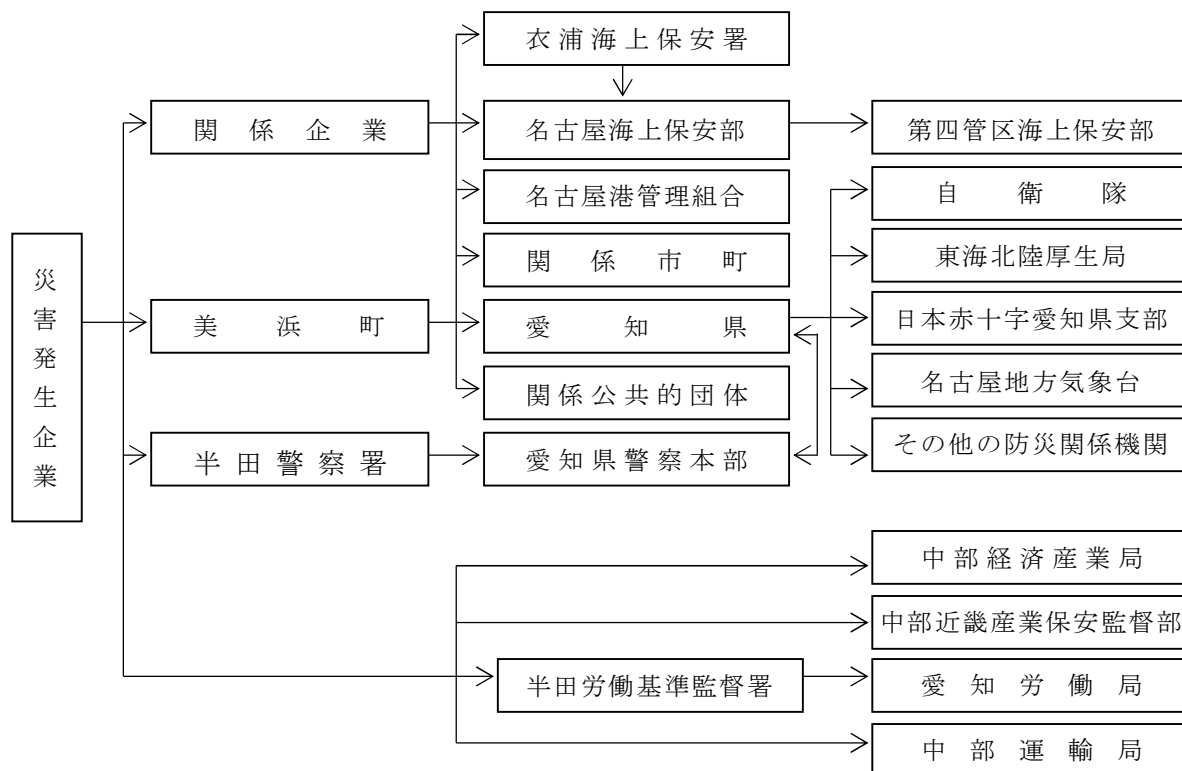 災害発生企業
関係企業
美浜町
半田警察署
衣浦海上保安署
名古屋海上保安部
名古屋港管理組合
関係市町
愛知県
関係公共的団体
愛知県警察本部
半田労働基準監督署
第四管区海上保安部
自衛隊
東海北陸厚生局
日本赤十字愛知県支部
名古屋地方気象台
その他の防災関係機関
中部経済産業局
中部近畿産業保安監督部
愛知労働局
中部運輸局